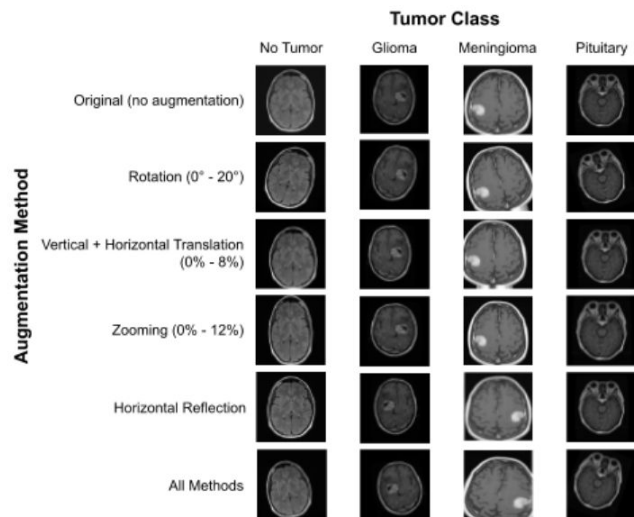 Tumor Class
No Tumor Glioma Meningioma Pituitary
Augmentation Method
Original (no augmentation)
Rotation (0° - 20°)
Vertical + Horizontal Translation
(0% - 8%)
Zooming (0% - 12%)
Horizontal Reflection
All Methods